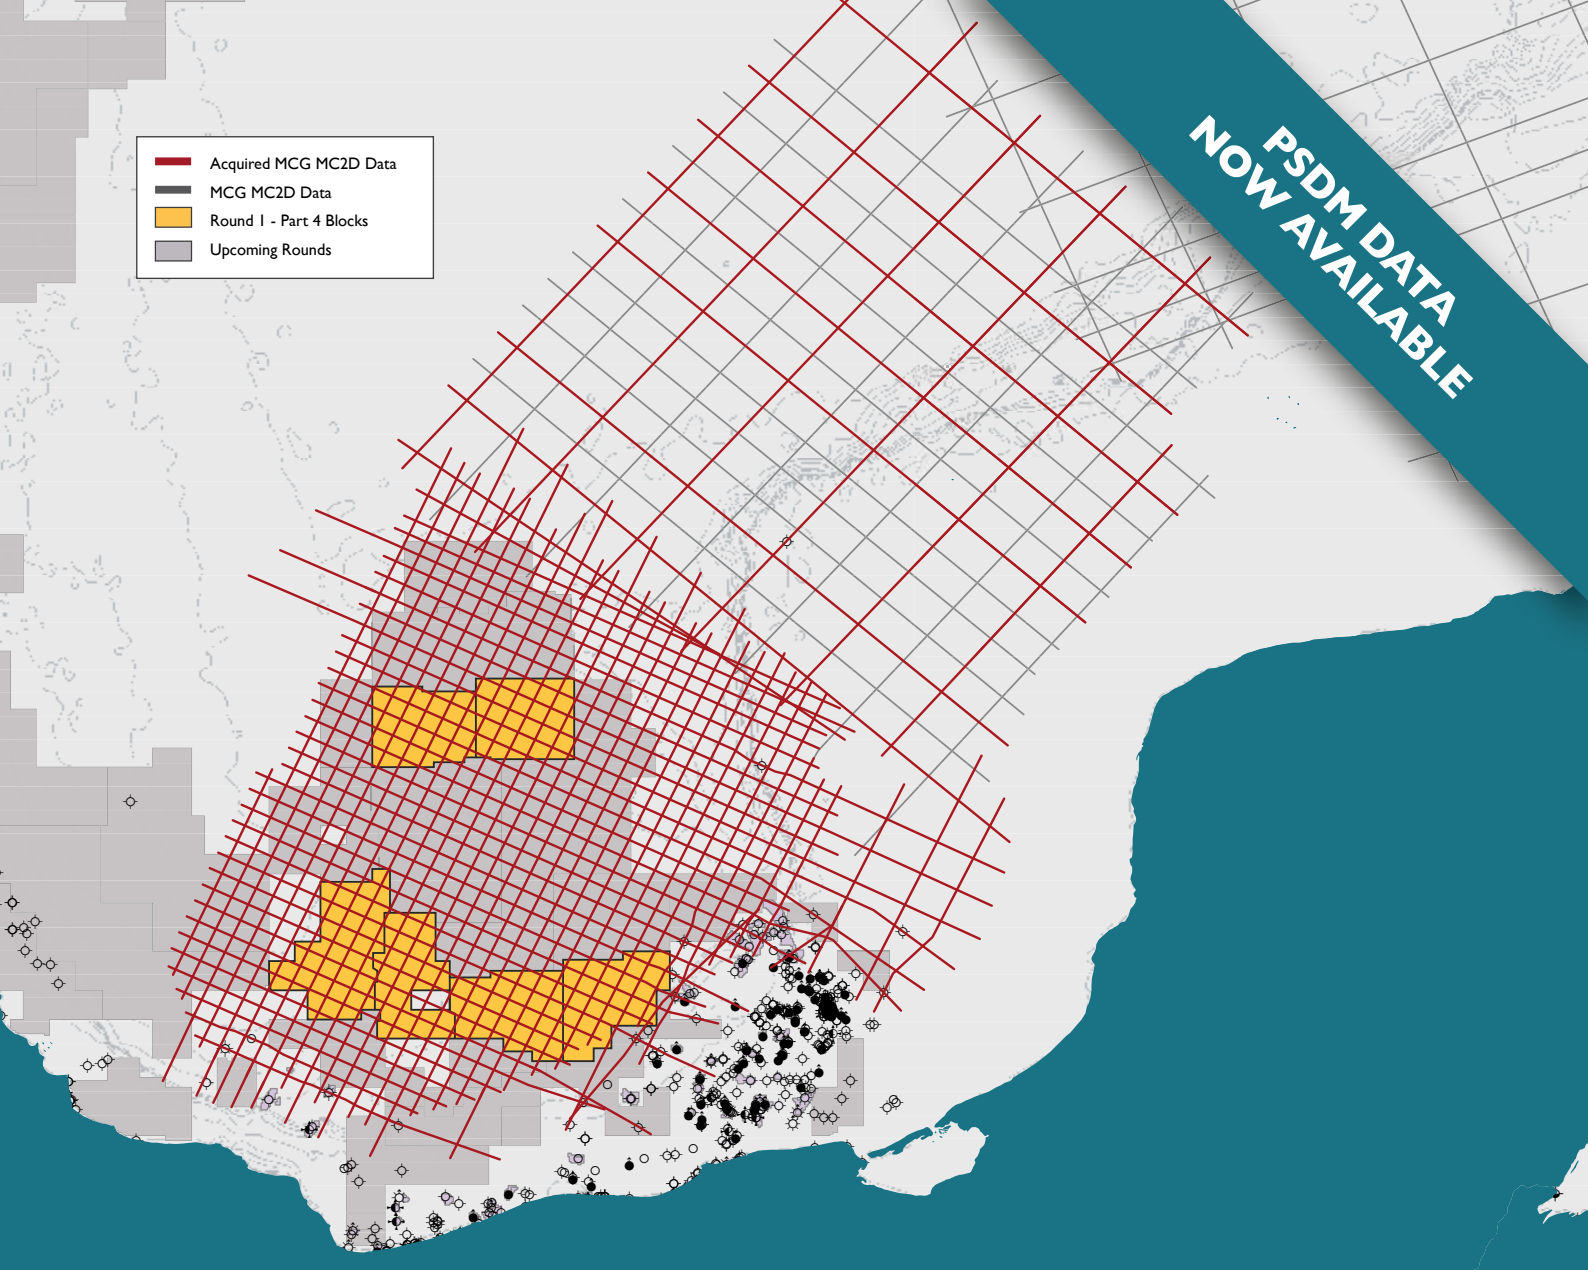 Acquired MCG MC2D Data
MCG MC2D Data
Round 1 - Part 4 Blocks
Upcoming Rounds
PSDM DATA
NOW AVAILABLE